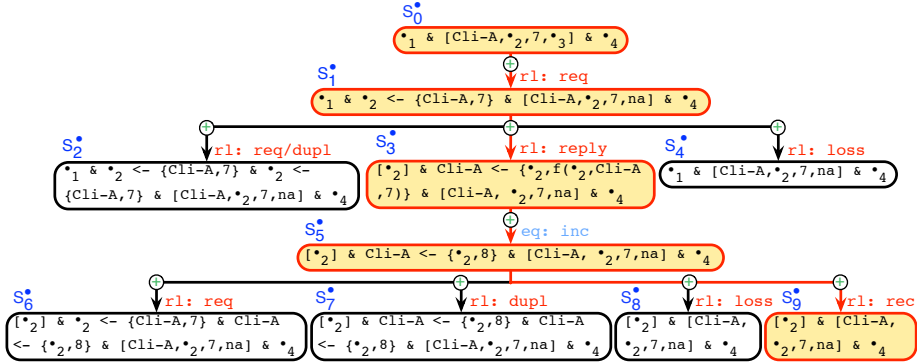 S•0
•1 & [Cli-A,•2,7,•3] & •4
+
rl: req
S•1
•1 & •2 <- {Cli-A,7} & [Cli-A,•2,7,na] & •4
+ + +
S•2 rl: req/dupl S•3 rl: reply S•4 rl: loss
•1 & •2 <- {Cli-A,7} & •2 <-
{Cli-A,7} & [Cli-A,•2,7,na] & •4
[•2] & Cli-A <- {•2,f(•2,Cli-A
,7)} & [Cli-A, •2,7,na] & •4
•1 & [Cli-A,•2,7,na] & •4
+
eq: inc
S•5
[•2] & Cli-A <- {•2,8} & [Cli-A, •2,7,na] & •4
+ + + +
S•6 rl: req S•7 rl: dupl S•8 rl: loss S•9 rl: rec
[•2] & •2 <- {Cli-A,7} & Cli-A
<- {•2,8} & [Cli-A,•2,7,na] & •4
[•2] & Cli-A <- {•2,8} & Cli-A
<- {•2,8} & [Cli-A,•2,7,na] & •4
[•2] & [Cli-A,
•2,7,na] & •4
[•2] & [Cli-A,
•2,7,na] & •4